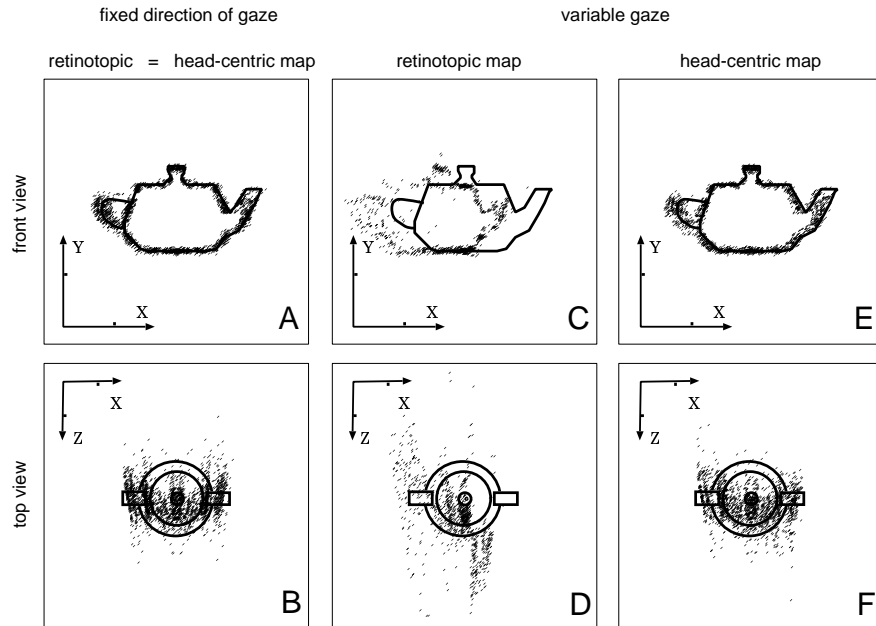 fixed direction of gaze variable gaze
retinotopic = head-centric map retinotopic map head-centric map
front view
Y
X
A
Y
X
C
Y
X
E
top view
X
Z
B
X
Z
D
X
Z
F